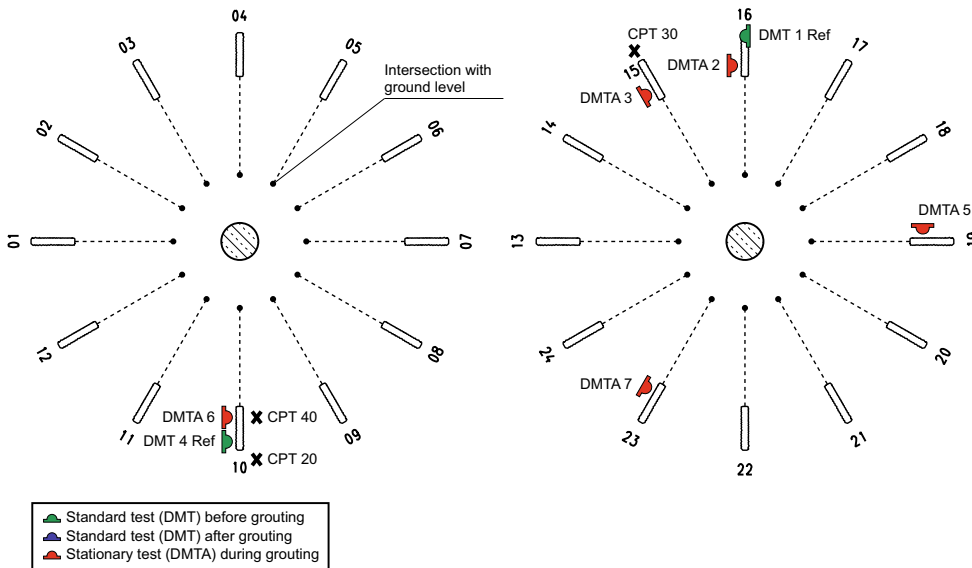 04
03
05
02
06
01
07
12
08
11
09
10
Intersection with
ground level
DMTA 6
CPT 40
DMT 4 Ref
CPT 20
16
CPT 30
DMT 1 Ref
15
DMTA 2
17
DMTA 3
14
18
DMTA 5
13
19
24
20
DMTA 7
23
21
22
Standard test (DMT) before grouting
Standard test (DMT) after grouting
Stationary test (DMTA) during grouting